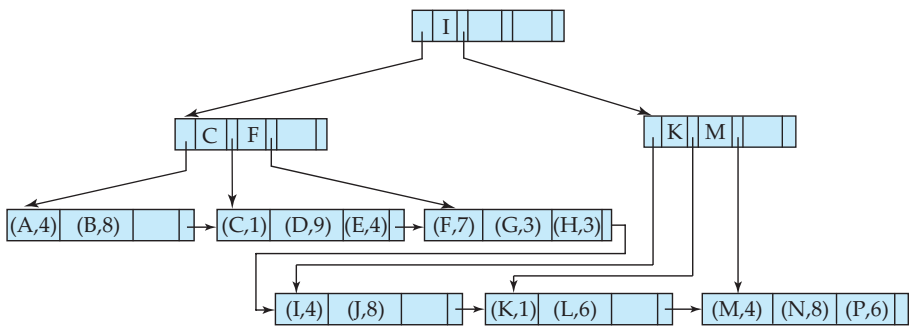 I
C F
K M
(A,4) (B,8) (C,1) (D,9) (E,4) (F,7) (G,3) (H,3)
(I,4) (J,8) (K,1) (L,6) (M,4) (N,8) (P,6)